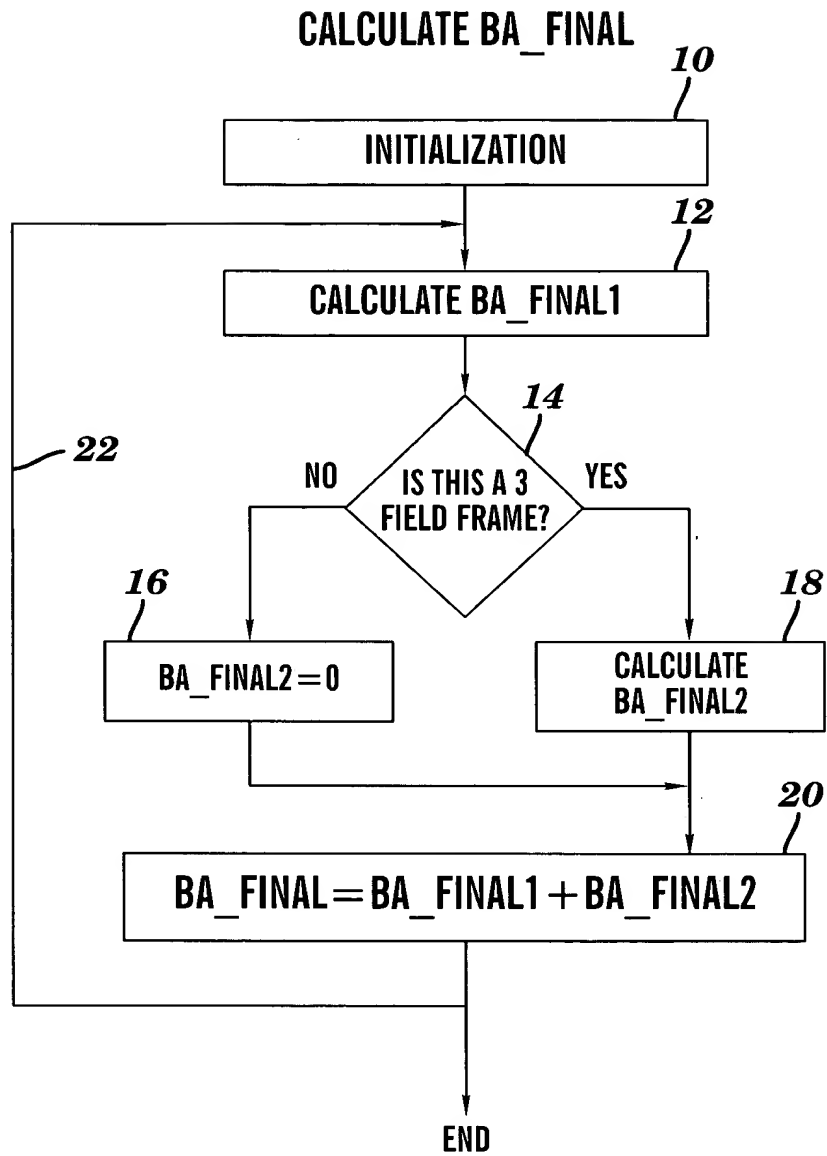 CALCULATE BA_FINAL
10
INITIALIZATION
12
CALCULATE BA_FINAL1
14
22
NO
IS THIS A 3
FIELD FRAME?
YES
16
18
BA_FINAL2=0
CALCULATE
BA_FINAL2
20
BA_FINAL=BA_FINAL1+BA_FINAL2
END